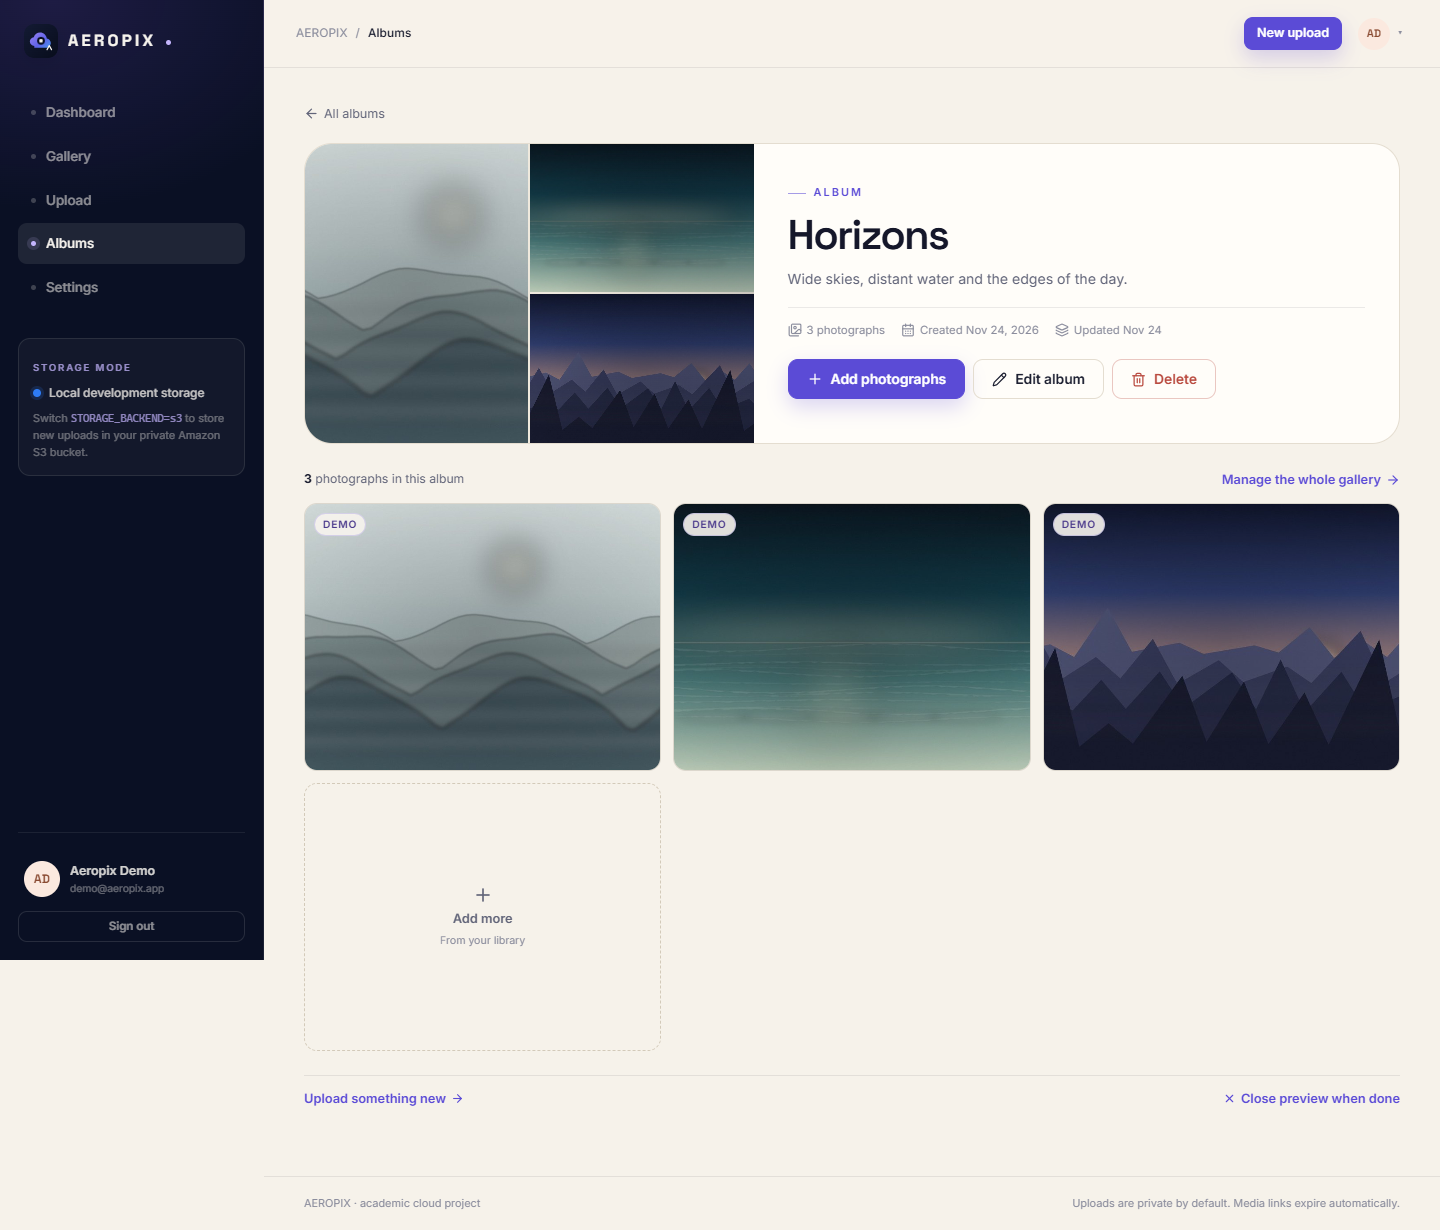 AEROPIX
Dashboard
Gallery
Upload
Albums
Settings
STORAGE MODE
Local development storage
Switch STORAGE_BACKEND=s3 to store
new uploads in your private Amazon
S3 bucket.
AD
Aeropix Demo
demo@aeropix.app
Sign out
AEROPIX / Albums
New upload
AD
All albums
ALBUM
Horizons
Wide skies, distant water and the edges of the day.
3 photographs
Created Nov 24, 2026
Updated Nov 24
Add photographs
Edit album
Delete
3 photographs in this album
Manage the whole gallery
DEMO
DEMO
DEMO
Add more
From your library
Upload something new
Close preview when done
AEROPIX · academic cloud project
Uploads are private by default. Media links expire automatically.